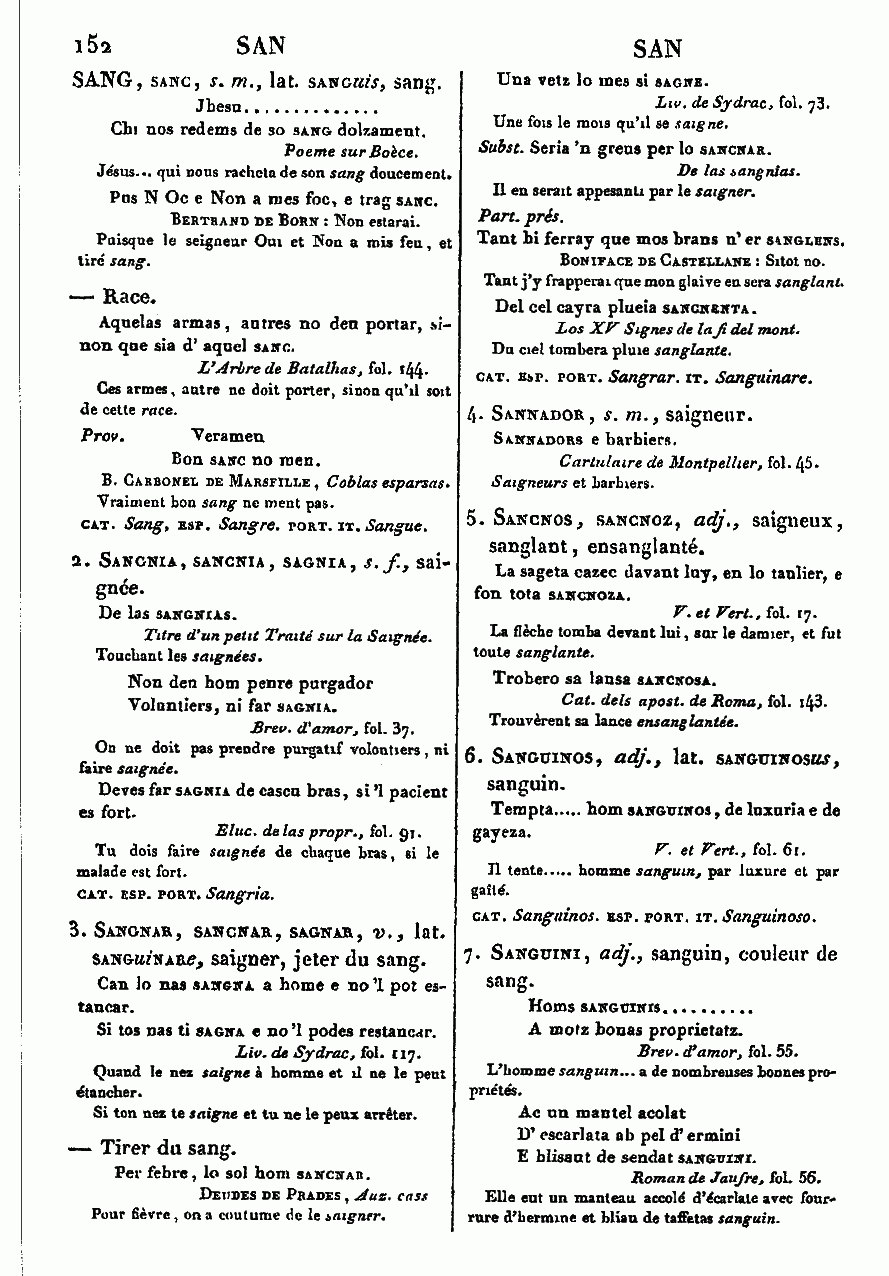 152 SAN SAN
SANG, SANC, s. m., lat. SANGuis, sang.
Jhesu..............
Chi nos redems de so SANG dolzament.
Poeme sur Boèce.
Jésus... qui nous racheta de son sang doucement.
Pus N Oc e Non a mes foc, e trag SANC.
BERTRAND DE BORN : Non estarai.
Puisque le seigneur Oui et Non a mis feu, et
tiré sang.
— Race.
Aquelas armas, autres no deu portar, si-
non que sia d' aquel SANC.
L'Arbre de Batalhas, fol. 144.
Ces armes, autre ne doit porter, sinon qu'il soit
de cette race.
Prov. Veramen
Bon SANC no men.
B. CARBONEL DE MARSEILLE, Coblas esparsas.
Vraiment bon sang ne ment pas.
CAT. Sang, ESP. Sangre. PORT. IT. Sangue.
2. SANGNIA, SANCNIA, SAGNIA, s. f., sai-
gnée.
De las SANGNIAS.
Titre d'un petit Traité sur la Saignée.
Touchant les saignées.
Non deu hom penre purgador
Volontiers, ni far SAGNIA.
Brev. d'amor, fol. 37.
On ne doit pas prendre purgatif volontiers, ni
faire saignée.
Deves far SAGNIA de cascu bras, si 'l pacient
es fort.
Eluc. de las propr., fol. 91.
Tu dois faire saignée de chaque bras, si le
malade est fort.
CAT. ESP. PORT. Sangria.
3. SANGNAR, SANCNAR, SAGNAR, v., lat.
SANGuiNARe, saigner, jeter du sang.
Can lo nas SANGNA a home e no 'l pot es-
tancar.
Si tos nas ti SAGNA e no 'l podes restancar.
Liv. de Sydrac, fol. 117.
Quand le nez saigne à homme et il ne le peut
étancher.
Si ton nez te saigne et tu ne le peux arrêter.
— Tirer du sang.
Per febre, lo sol hom SANCNAR.
DEUDES DE PRADES, Auz. cass
Pour fièvre, on a coutume de le saigner.
Una vetz lo mes si SAGNE.
Liv. de Sydrac, fol. 73.
Une fois le mois qu'il se saigne.
Subst. Seria 'n greus per lo SANCNAR.
De las sangnias.
Il en serait appesanti par le saigner.
Part. prés.
Tant hi ferray que mos brans n' er SANGLENS.
BONIFACE DE CASTELLANE : Sitot no.
Tant j'y frapperai que mon glaive en sera sanglant.
Del cel cayra plueia SANCNENTA.
Los XV Signes de la fi del mont.
Du ciel tombera pluie sanglante.
CAT. ESP. PORT. Sangrar. IT. Sanguinare.
4. SANNADOR, s. m., saigneur.
SANNADORS e barbiers.
Cartulaire de Montpellier, fol. 45.
Saigneurs et barbiers.
5. SANCNOS, SANCNOZ, adj., saigneux,
sanglant, ensanglanté.
La sageta cazec davant luy, en lo taulier, e
fon tota SANCNOZA.
V. et Vert., fol. 17.
La flèche tomba devant lui, sur le damier, et fut
toute sanglante.
Trobero sa lansa SANCNOSA.
Cat. dels apost. de Roma, fol. 143.
Trouvèrent sa lance ensanglantée.
6. SANGUINOS, adj., lat. SANGUINOSus,
sanguin.
Tempta..... hom SANGUINOS, de luxuria e de
gayeza.
V. et Vert., fol. 61.
Il tente..... homme sanguin, par luxure et par
gaîté.
CAT. Sanguinos. ESP. PORT. IT. Sanguinoso.
7. SANGUINI, adj., sanguin, couleur de
sang.
Homs SANGUINIS..........
A motz bonas proprietatz.
Brev. d'amor, fol. 55.
L'homme sanguin... a de nombreuses bonnes pro-
priétés.
Ac un mantel acolat
D' escarlata ab pel d' ermini
E blisaut de sendat SANGUINI.
Roman de Jaufre, fol. 56.
Elle eut un manteau accolé d'écarlate avec four-
rure d'hermine et bliau de taffetas sanguin.